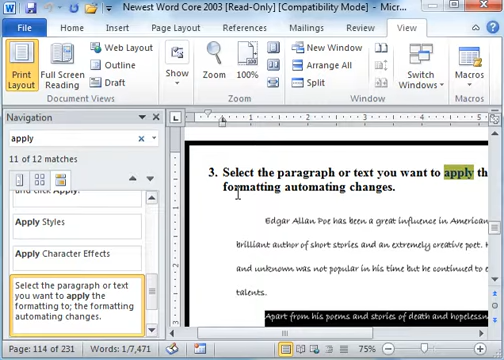 Newest Word Core 2003 [Read-Only] [Compatibility Mode] - Micr...
File
Home
Insert
Page Layout
References
Mailings
Review
View
Print Layout
Full Screen Reading
Web Layout
Outline
Draft
Document Views
Show
Zoom
100%
Zoom
New Window
Arrange All
Split
Window
Switch Windows
Macros
Macros
Navigation
apply
11 of 12 matches
and click Apply.
Apply Styles
Apply Character Effects
Select the paragraph or text
you want to apply the
formatting to; the formatting
automating changes.
3. Select the paragraph or text you want to apply th
formatting automating changes.
Edgar Allan Poe has been a great influence in American
brilliant author of short stories and an extremely creative poet. H
and unknown was not popular in his time but he continued to e
talents.
Apart from his poems and stories of death and hopelessn
Page: 114 of 231
Words: 1/7,471
75%